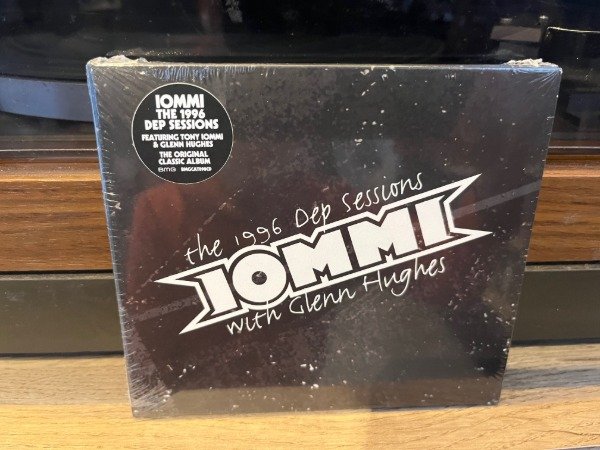 IOMMI
THE 1996
DEP SESSIONS
FEATURING TONY IOMMI
& GLENN HUGHES
THE ORIGINAL
CLASSIC ALBUM
BMG
the 1996 Dep Sessions
IOMMI
with Glenn Hughes